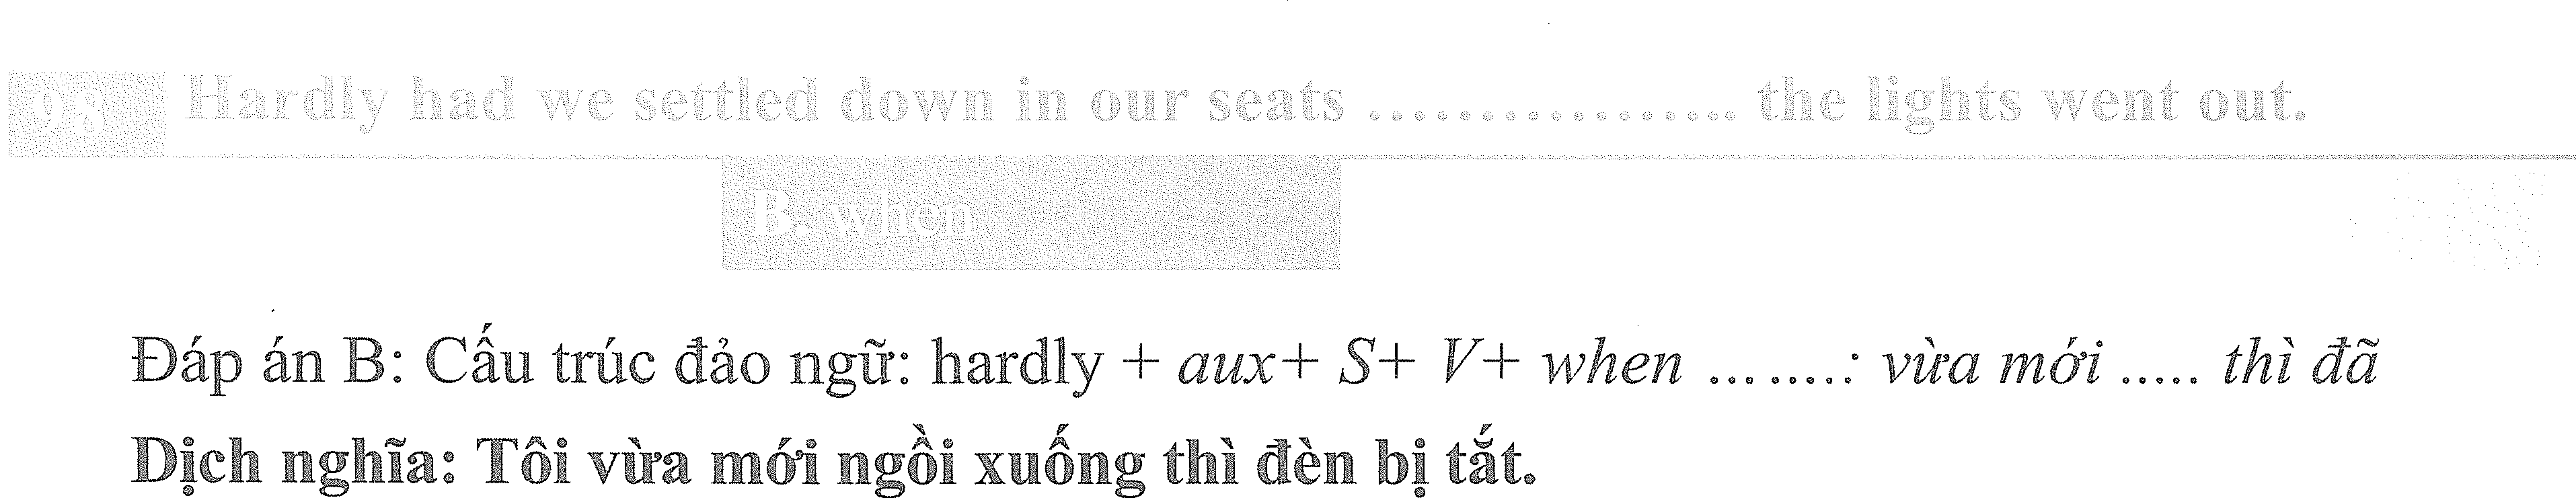 98 Hardly had we settled down in our seats ................. the lights went out.
B. when
Đáp án B: Cấu trúc đảo ngữ: hardly + aux+ S+ V+ when ........: vừa mới ..... thì đã
Dịch nghĩa: Tôi vừa mới ngồi xuống thì đèn bị tắt.